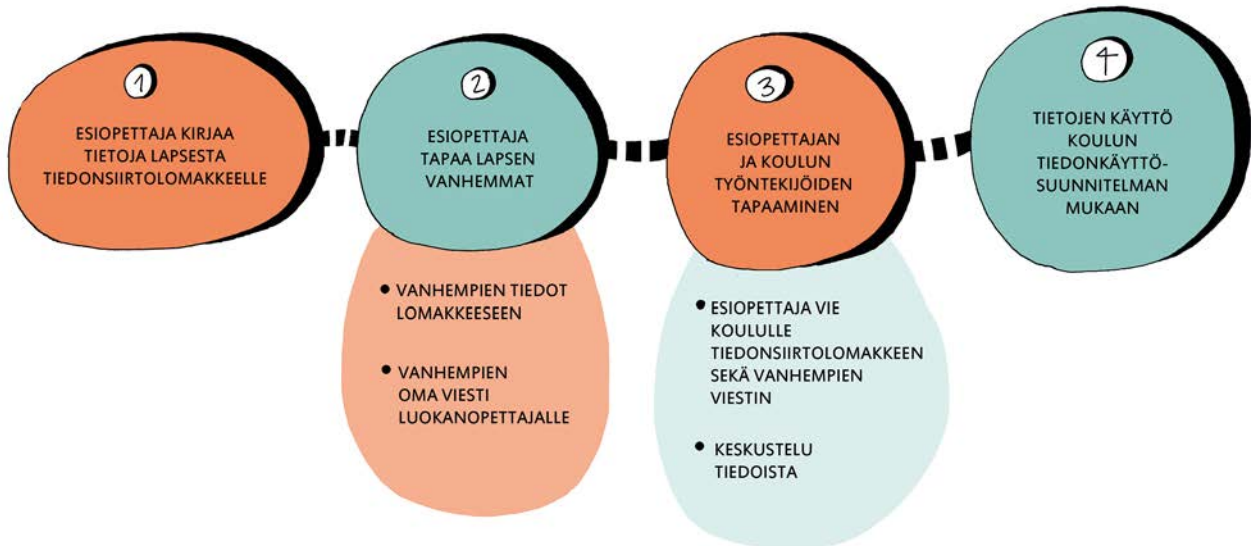 1
ESIOPETTAJA KIRJAA
TIETOJA LAPSESTA
TIEDONSIIRTOLOMAKKEELLE
2
ESIOPETTAJA
TAPAA LAPSEN
VANHEMMAT
• VANHEMPIEN TIEDOT
LOMAKKEESEEN
• VANHEMPIEN
OMA VIESTI
LUOKANOPETTAJALLE
3
ESIOPETTAJAN
JA KOULUN
TYÖNTEKIJÖIDEN
TAPAAMINEN
• ESIOPETTAJA VIE
KOULULLE
TIEDONSIIRTOLOMAKKEEN
SEKÄ VANHEMPIEN
VIESTIN
• KESKUSTELU
TIEDOISTA
4
TIETOJEN KÄYTTÖ
KOULUN
TIEDONKÄYTTÖ-
SUUNNITELMAN
MUKAAN